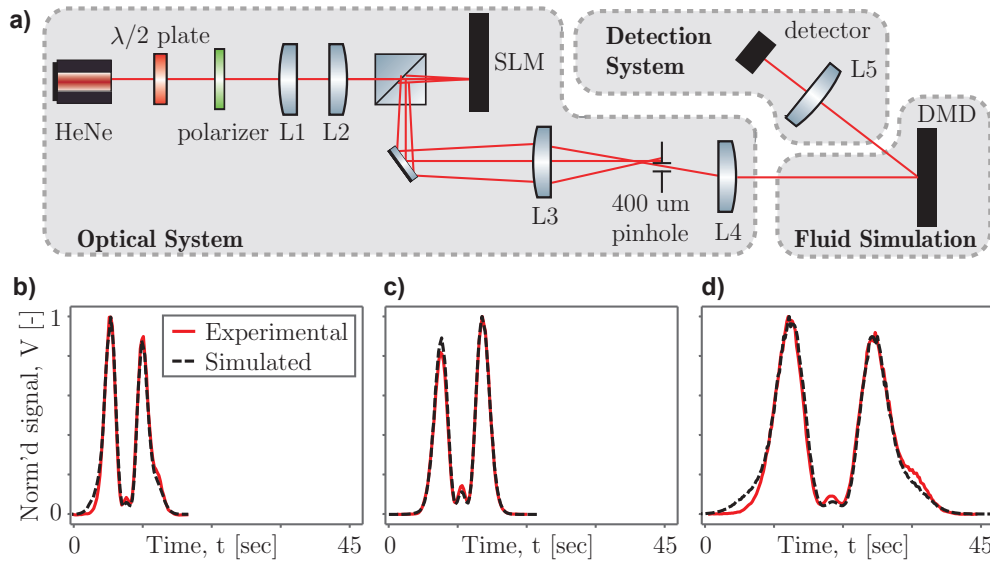 a)
λ/2 plate
HeNe
polarizer
L1
L2
SLM
L3
400 um
pinhole
L4
Optical System
Detection
System
detector
L5
DMD
Fluid Simulation
b)
c)
d)
Norm'd signal, V [-]
1
0
Experimental
Simulated
0
Time, t [sec]
45
0
Time, t [sec]
45
0
Time, t [sec]
45